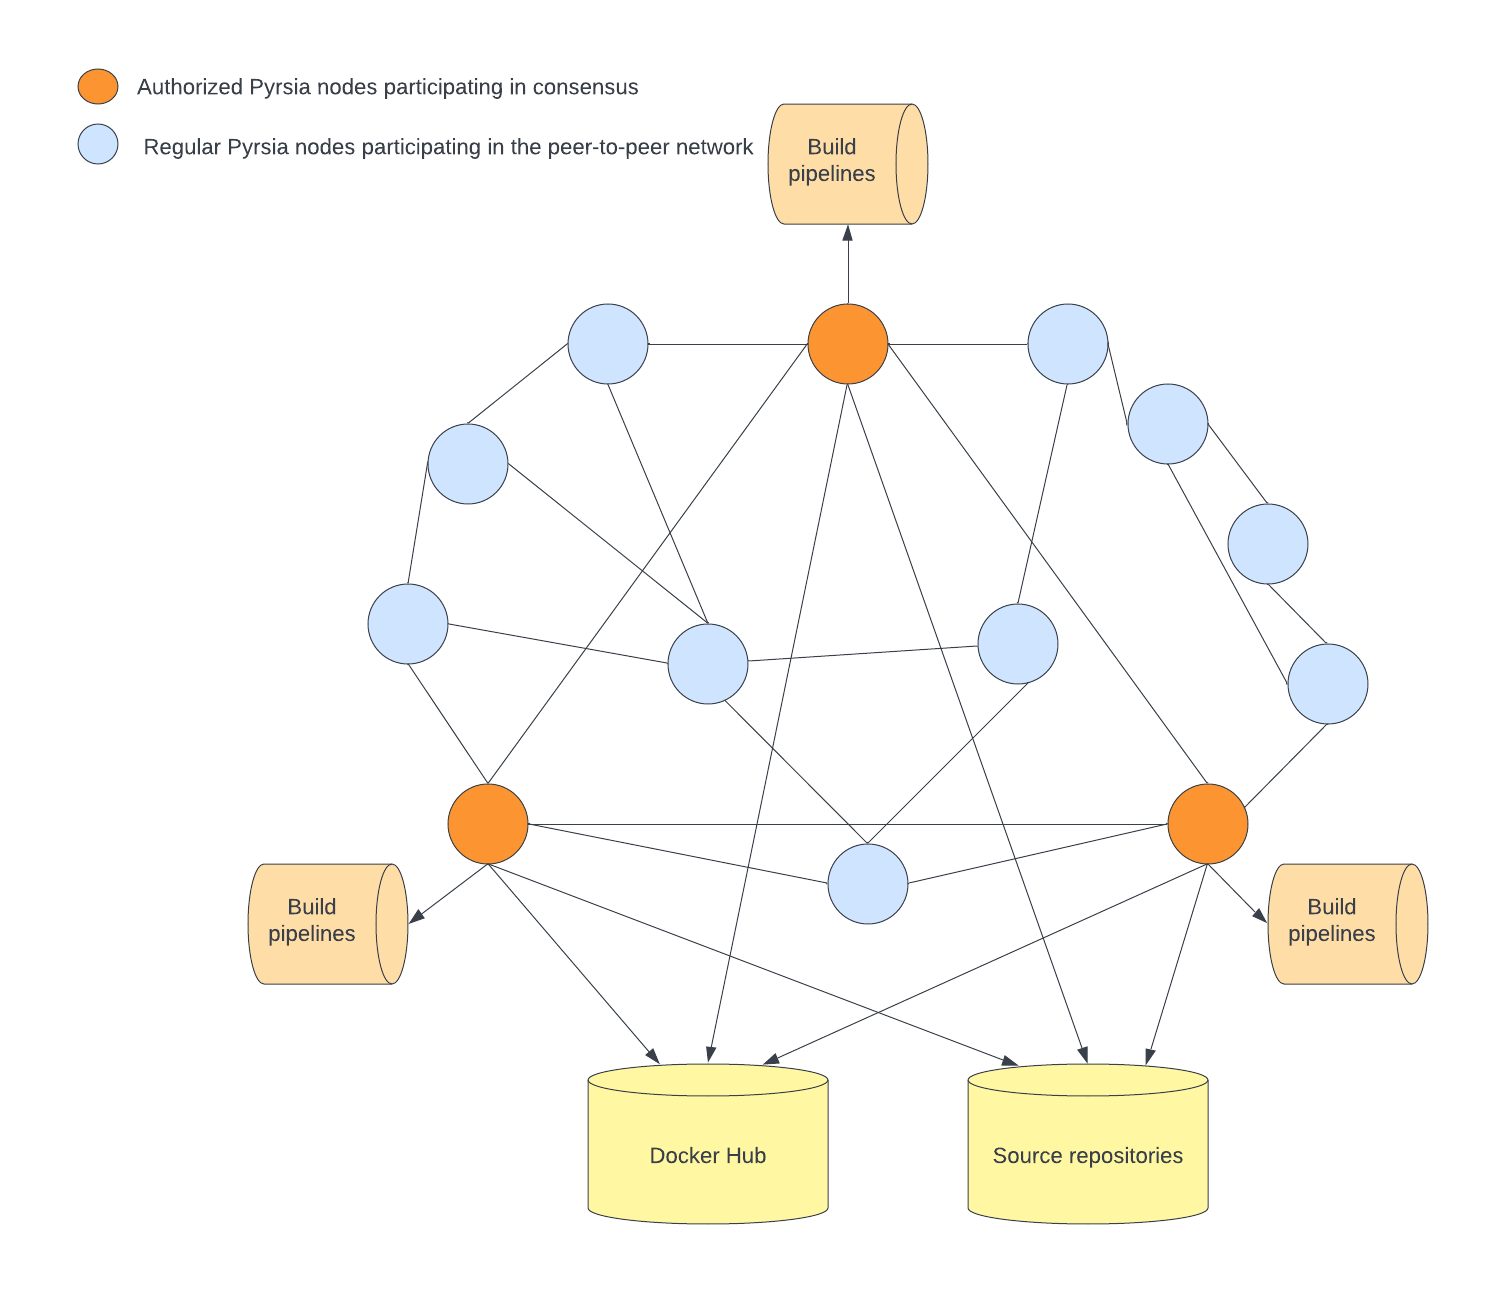 Authorized Pyrsia nodes participating in consensus
Regular Pyrsia nodes participating in the peer-to-peer network
Build
pipelines
Build
pipelines
Build
pipelines
Docker Hub
Source repositories